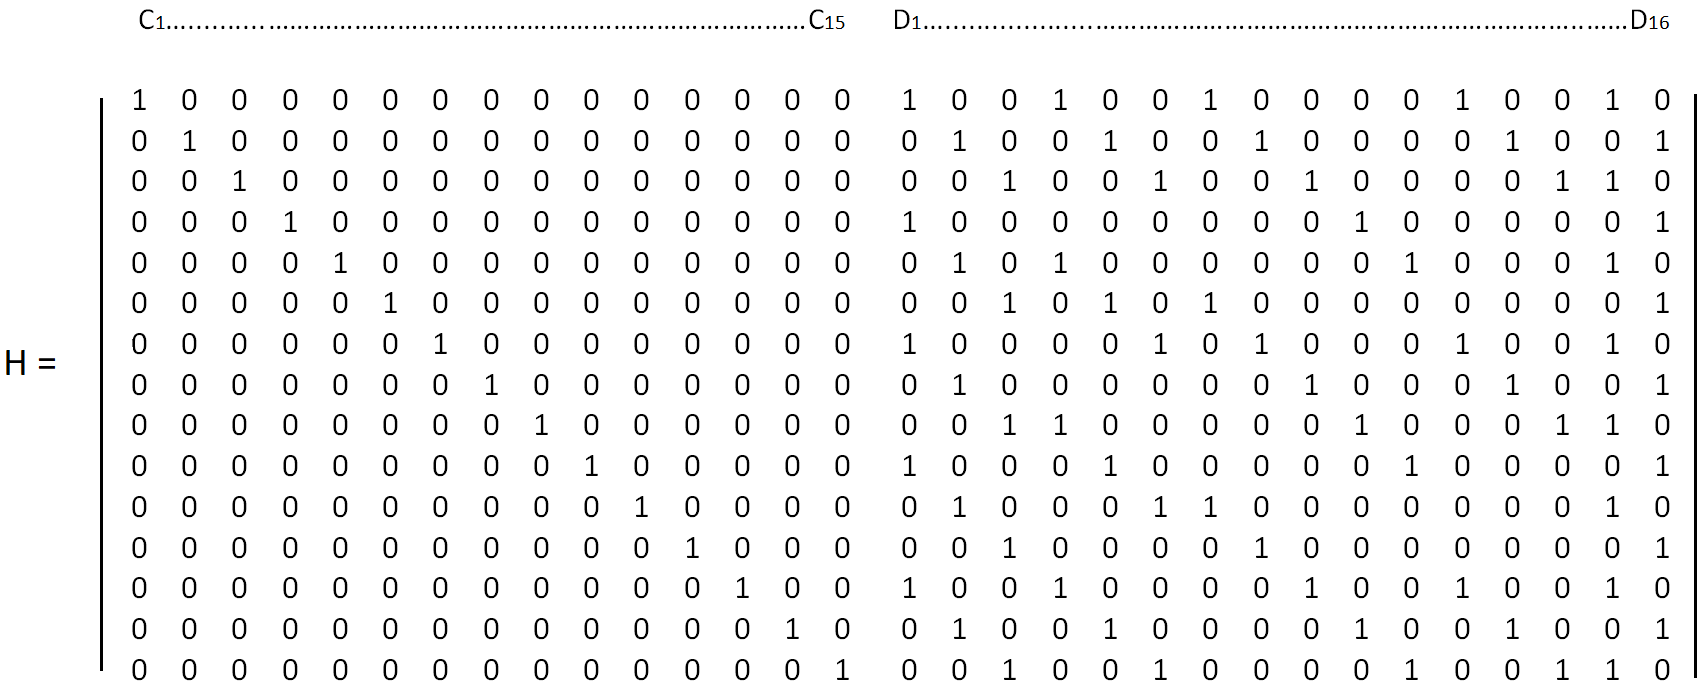 C1……………………………………………………………………C15 D1……………………………………………………………………………D16
1 0 0 0 0 0 0 0 0 0 0 0 0 0 0 1 0 0 1 0 0 1 0 0 0 0 1 0 0 1 0
0 1 0 0 0 0 0 0 0 0 0 0 0 0 0 0 1 0 0 1 0 0 1 0 0 0 0 1 0 0 1
0 0 1 0 0 0 0 0 0 0 0 0 0 0 0 0 0 1 0 0 1 0 0 1 0 0 0 0 1 1 0
0 0 0 1 0 0 0 0 0 0 0 0 0 0 0 1 0 0 0 0 0 0 0 0 1 0 0 0 0 0 1
0 0 0 0 1 0 0 0 0 0 0 0 0 0 0 0 1 0 1 0 0 0 0 0 0 1 0 0 0 1 0
0 0 0 0 0 1 0 0 0 0 0 0 0 0 0 0 0 1 0 1 0 1 0 0 0 0 0 0 0 0 1
H = 0 0 0 0 0 0 1 0 0 0 0 0 0 0 0 1 0 0 0 0 1 0 1 0 0 0 1 0 0 1 0
0 0 0 0 0 0 0 1 0 0 0 0 0 0 0 0 1 0 0 0 0 0 0 1 0 0 0 1 0 0 1
0 0 0 0 0 0 0 0 1 0 0 0 0 0 0 0 0 1 1 0 0 0 0 0 1 0 0 0 1 1 0
0 0 0 0 0 0 0 0 0 1 0 0 0 0 0 1 0 0 0 1 0 0 0 0 0 1 0 0 0 0 1
0 0 0 0 0 0 0 0 0 0 1 0 0 0 0 0 1 0 0 0 1 1 0 0 0 0 0 0 0 1 0
0 0 0 0 0 0 0 0 0 0 0 1 0 0 0 0 0 1 0 0 0 0 1 0 0 0 0 0 0 0 1
0 0 0 0 0 0 0 0 0 0 0 0 1 0 0 1 0 0 1 0 0 0 0 1 0 0 1 0 0 1 0
0 0 0 0 0 0 0 0 0 0 0 0 0 1 0 0 1 0 0 1 0 0 0 0 1 0 0 1 0 0 1
0 0 0 0 0 0 0 0 0 0 0 0 0 0 1 0 0 1 0 0 1 0 0 0 0 1 0 0 1 1 0